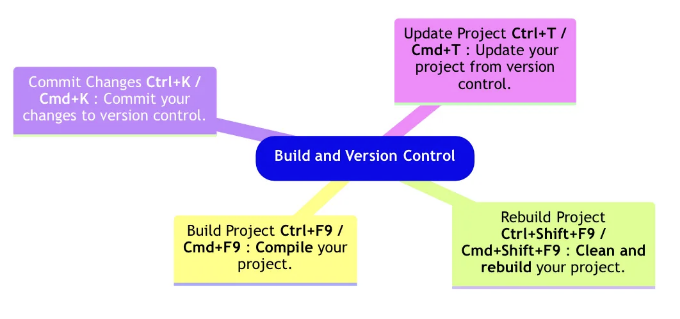 Update Project Ctrl+T /
Cmd+T : Update your
project from version
control.
Commit Changes Ctrl+K /
Cmd+K : Commit your
changes to version control.
Build and Version Control
Build Project Ctrl+F9 /
Cmd+F9 : Compile your
project.
Rebuild Project
Ctrl+Shift+F9 /
Cmd+Shift+F9 : Clean and
rebuild your project.